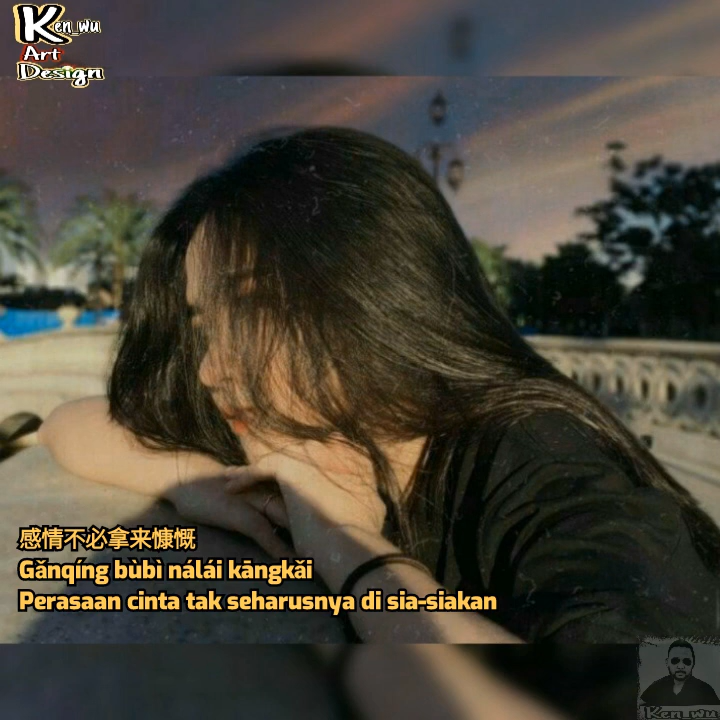 Ken_wu
Art
Design
感情不必拿来慷慨
Gǎnqíng bùbì nálái kāngkǎi
Perasaan cinta tak seharusnya di sia-siakan
Ken_wu